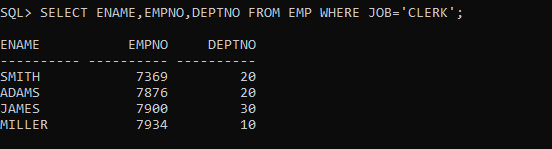 SQL> SELECT ENAME,EMPNO,DEPTNO FROM EMP WHERE JOB='CLERK';
ENAME           EMPNO     DEPTNO
---------- ---------- ----------
SMITH            7369         20
ADAMS            7876         20
JAMES            7900         30
MILLER           7934         10